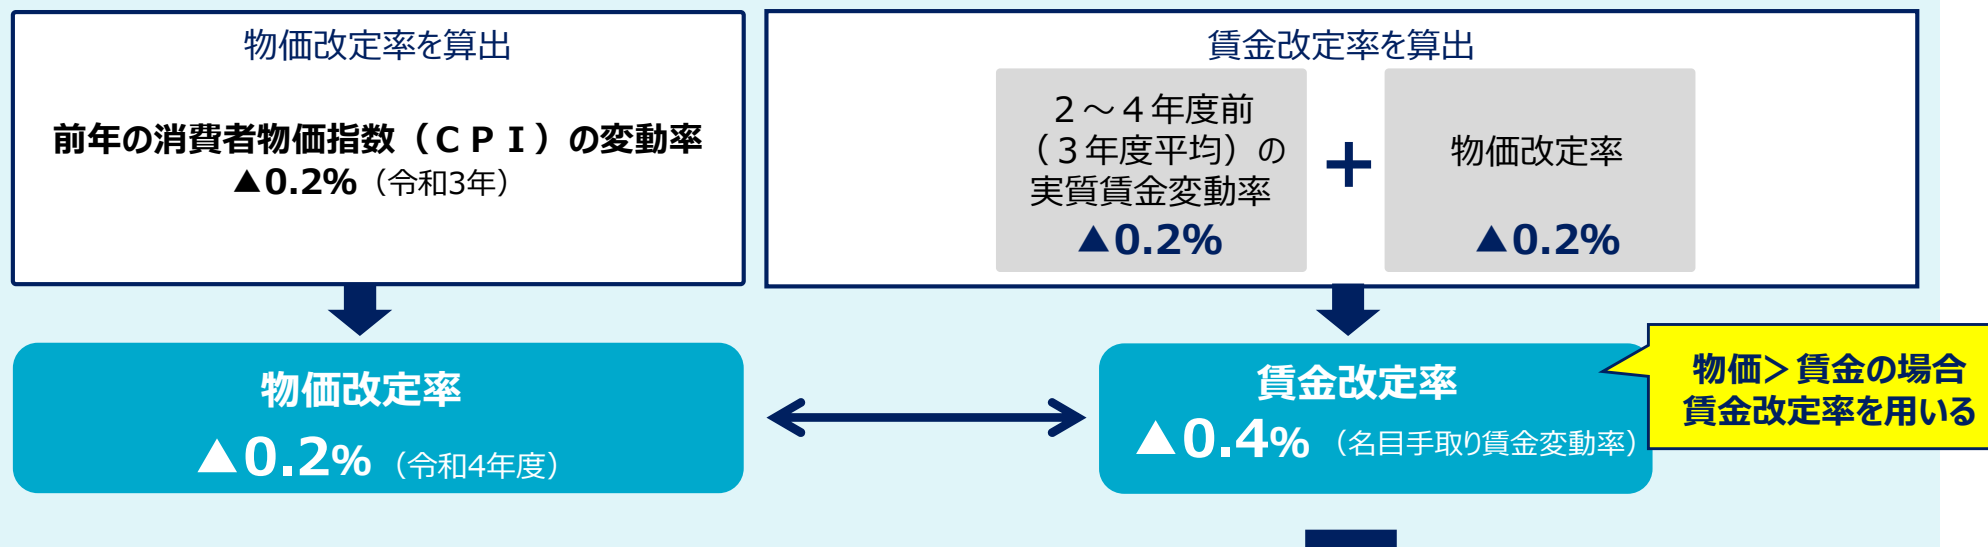 物価改定率を算出
前年の消費者物価指数（ＣＰＩ）の変動率
▲0.2%（令和3年）
賃金改定率を算出
２～４年度前
（３年度平均）の
実質賃金変動率
▲0.2%
＋
物価改定率
▲0.2%
物価改定率
▲0.2%（令和4年度）
賃金改定率
▲0.4%（名目手取り賃金変動率）
物価＞賃金の場合
賃金改定率を用いる